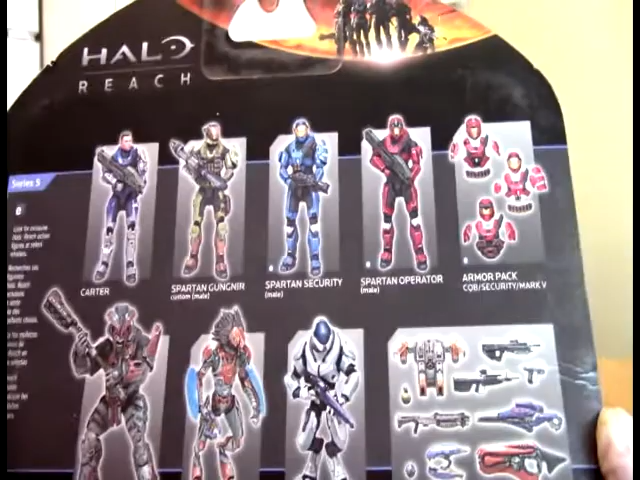 HALO
REACH
Series 5
CARTER
SPARTAN GUNGNIR
custom (male)
SPARTAN SECURITY
(male)
SPARTAN OPERATOR
(male)
ARMOR PACK
CQB/SECURITY/MARK V